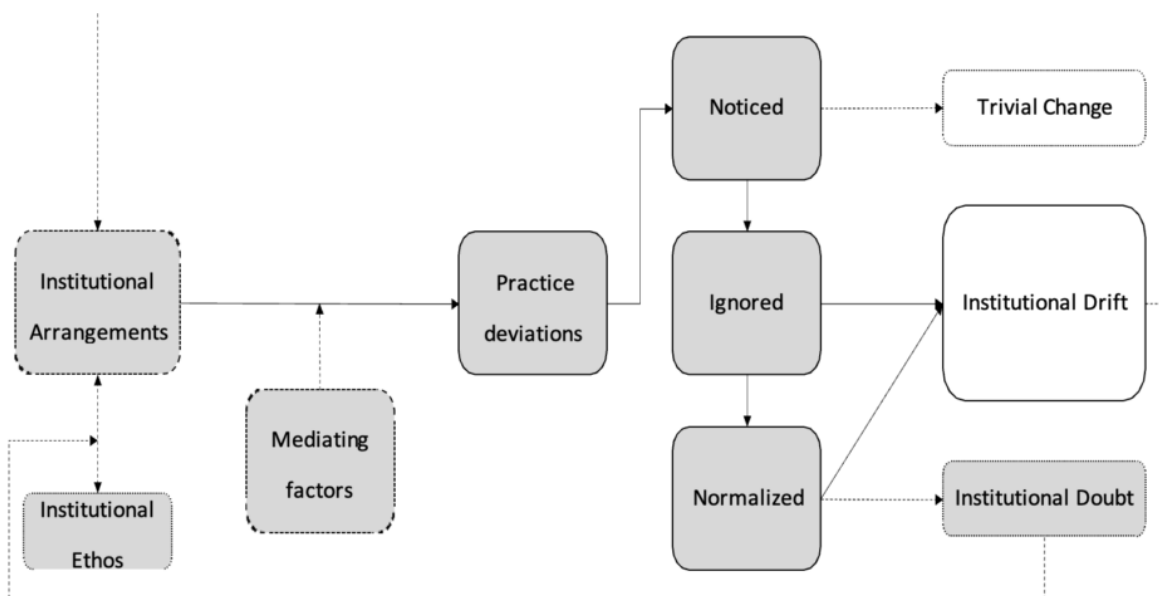 Noticed
Trivial Change
Institutional
Arrangements
Practice
deviations
Ignored
Institutional Drift
Mediating
factors
Normalized
Institutional Doubt
Institutional
Ethos